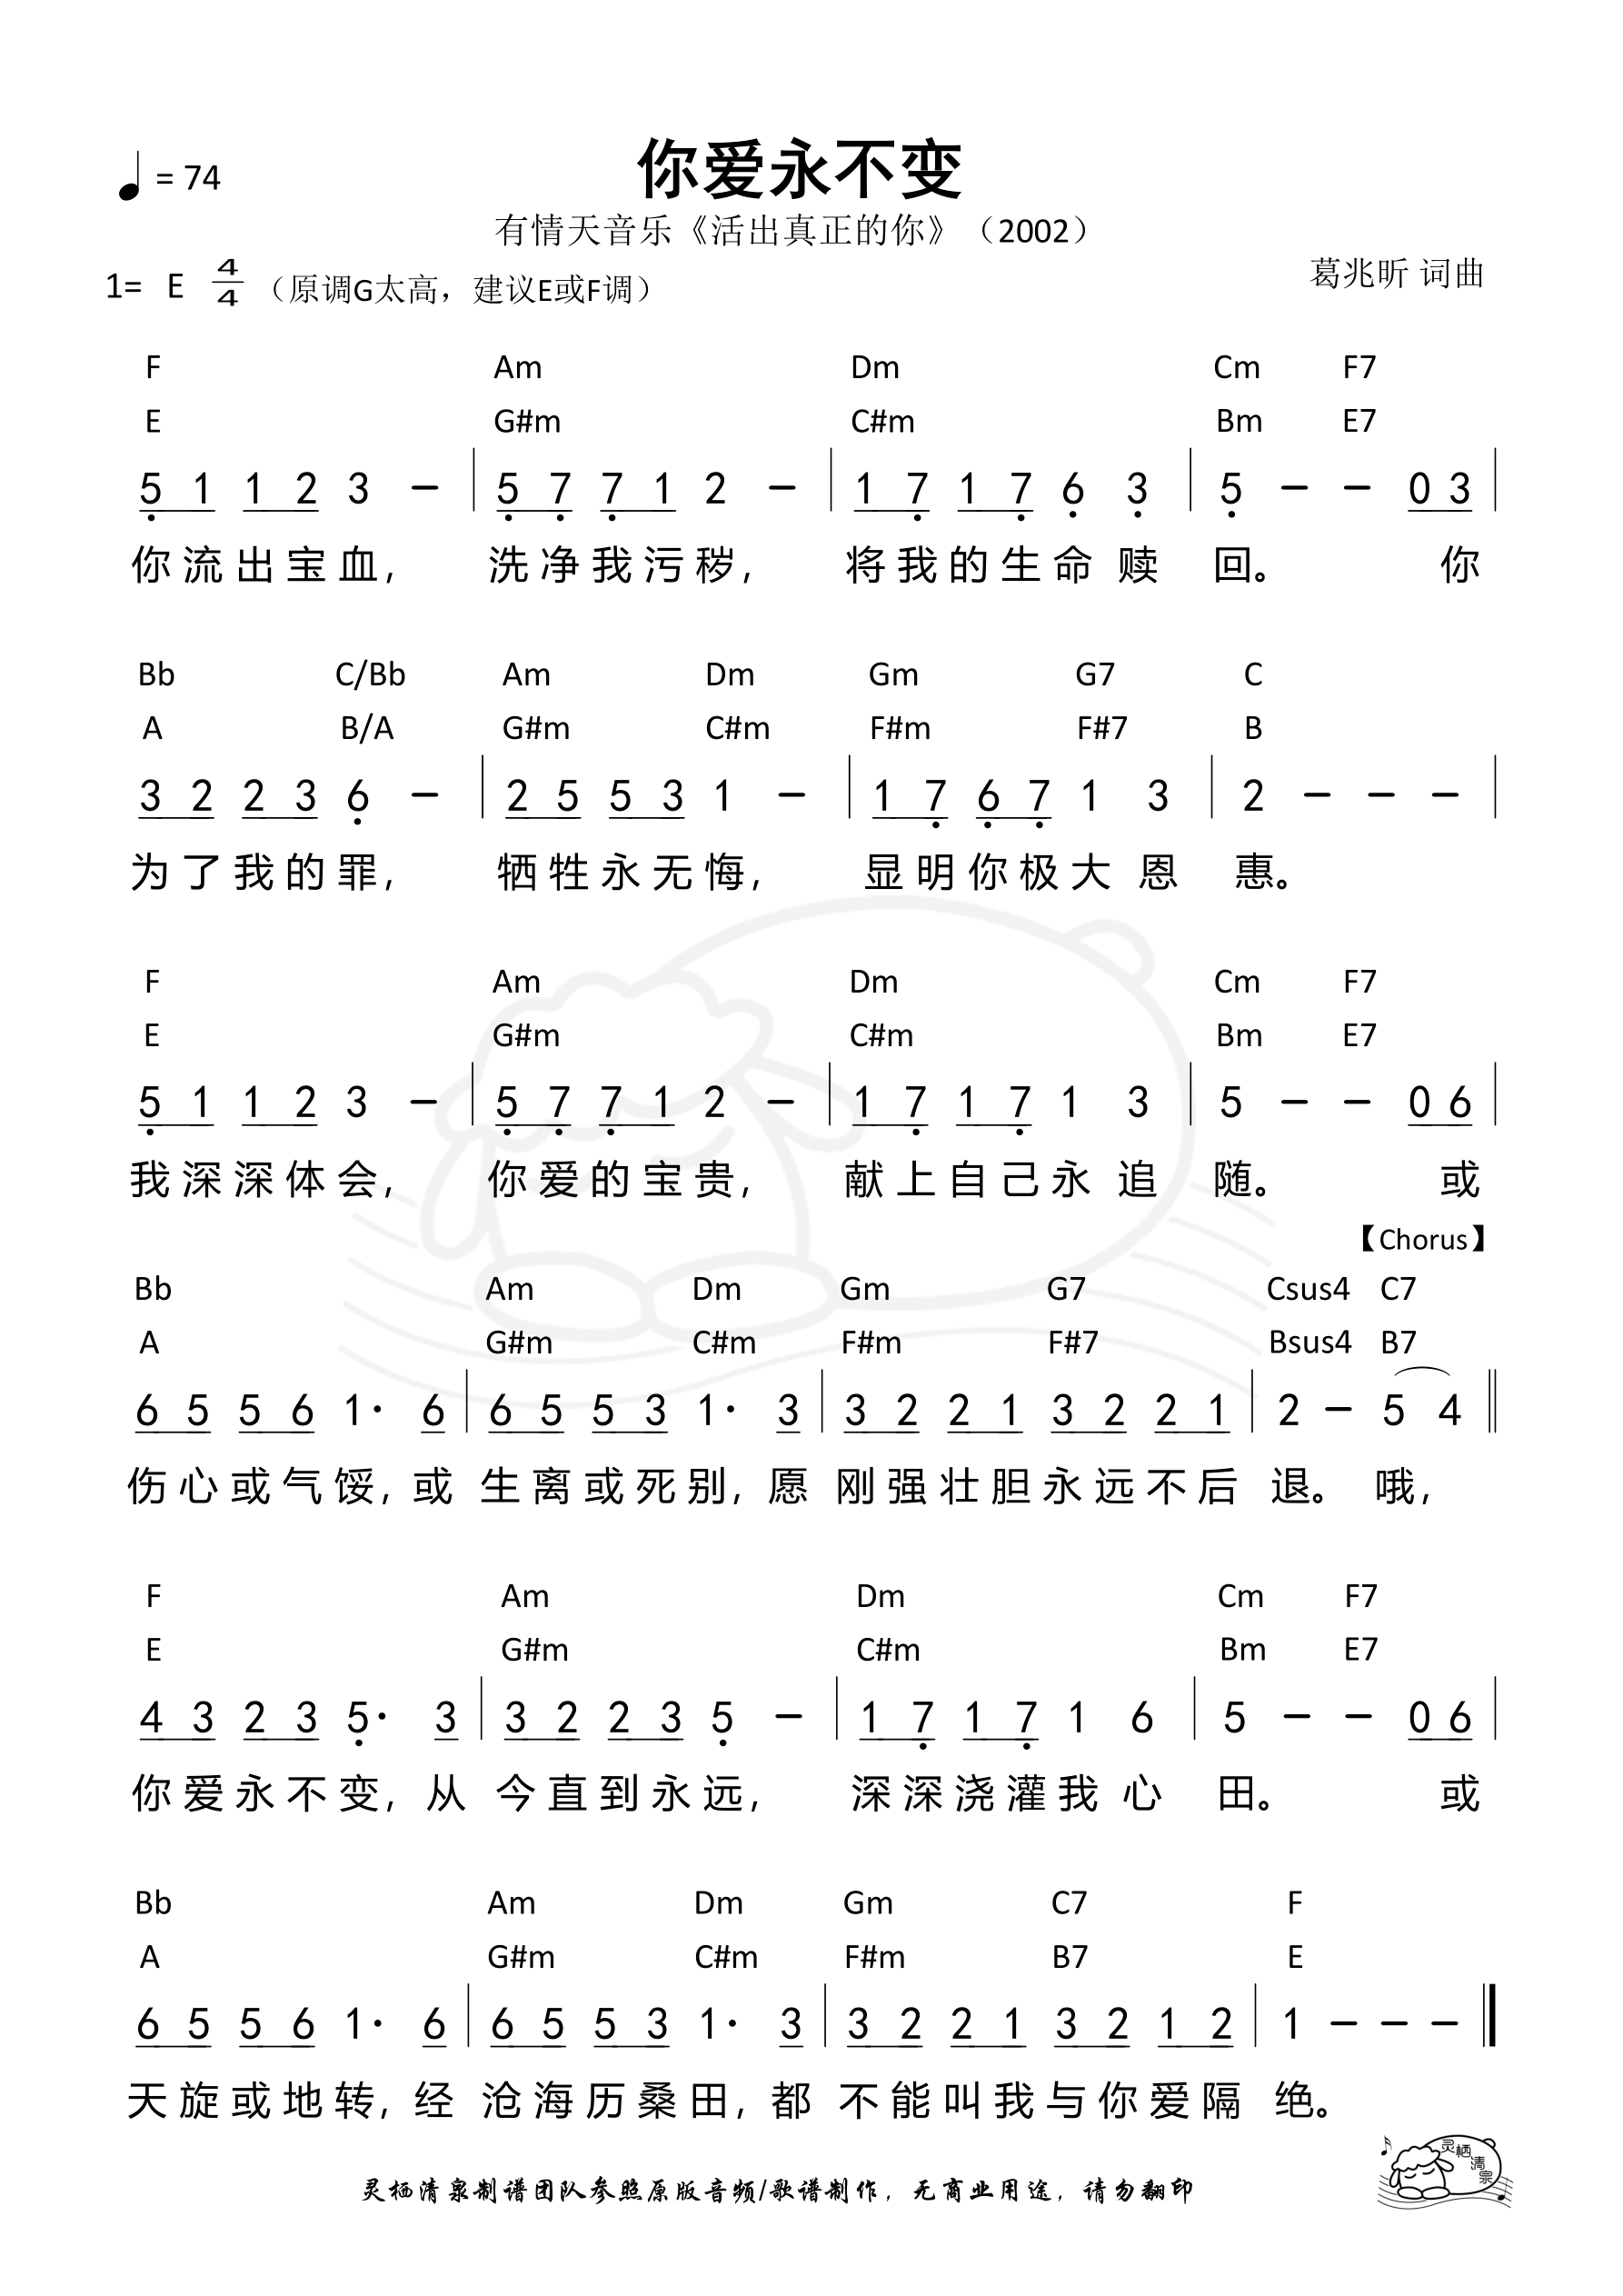 你爱永不变
♩ = 74
有情天音乐《活出真正的你》（2002）
1= E 4/4 （原调G太高，建议E或F调）
葛兆昕 词曲
F Am Dm Cm F7
E G#m C#m Bm E7
5̣ 1 1 2 3 － | 5̣ 7̣ 7̣ 1 2 － | 1 7̣ 1 7̣ 6̣ 3̣ | 5̣ － － 0 3 |
你流出宝血， 洗净我污秽， 将我的生命赎 回。 你
Bb C/Bb Am Dm Gm G7 C
A B/A G#m C#m F#m F#7 B
3 2 2 3 6̣ － | 2 5 5 3 1 － | 1 7̣ 6̣ 7̣ 1 3 | 2 － － － |
为了我的罪， 牺牲永无悔， 显明你极大恩 惠。
F Am Dm Cm F7
E G#m C#m Bm E7
5̣ 1 1 2 3 － | 5̣ 7̣ 7̣ 1 2 － | 1 7̣ 1 7̣ 1 3 | 5 － － 0 6 |
我深深体会， 你爱的宝贵， 献上自己永追 随。 或
【Chorus】
Bb Am Dm Gm G7 Csus4 C7
A G#m C#m F#m F#7 Bsus4 B7
6 5 5 6 1· 6 | 6 5 5 3 1· 3 | 3 2 2 1 3 2 2 1 | 2 － 5 4 ‖
伤心或气馁，或 生离或死别，愿 刚强壮胆永远不后 退。 哦，
F Am Dm Cm F7
E G#m C#m Bm E7
4 3 2 3 5̣· 3 | 3 2 2 3 5̣ － | 1 7̣ 1 7̣ 1 6 | 5 － － 0 6 |
你爱永不变，从 今直到永远， 深深浇灌我心 田。 或
Bb Am Dm Gm C7 F
A G#m C#m F#m B7 E
6 5 5 6 1· 6 | 6 5 5 3 1· 3 | 3 2 2 1 3 2 1 2 | 1 － － － ‖
天旋或地转，经 沧海历桑田，都 不能叫我与你爱隔 绝。
灵栖清泉制谱团队参照原版音频/歌谱制作，无商业用途，请勿翻印
灵栖清泉